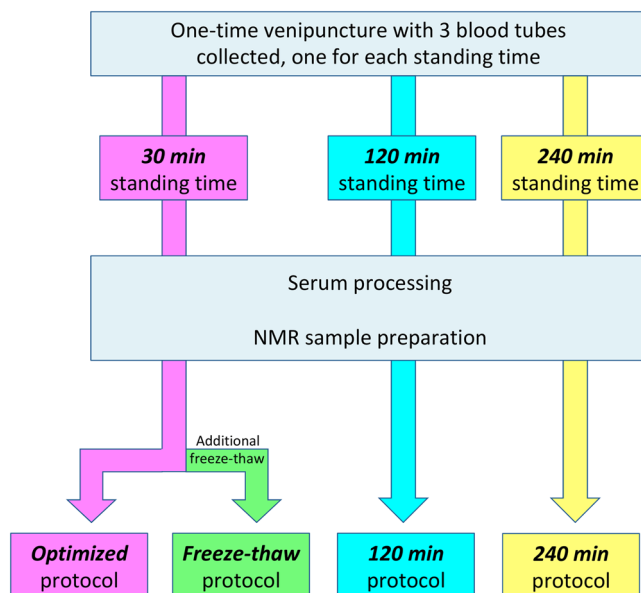 One-time venipuncture with 3 blood tubes
collected, one for each standing time
30 min
standing time
120 min
standing time
240 min
standing time
Serum processing
NMR sample preparation
Additional
freeze-thaw
Optimized
protocol
Freeze-thaw
protocol
120 min
protocol
240 min
protocol